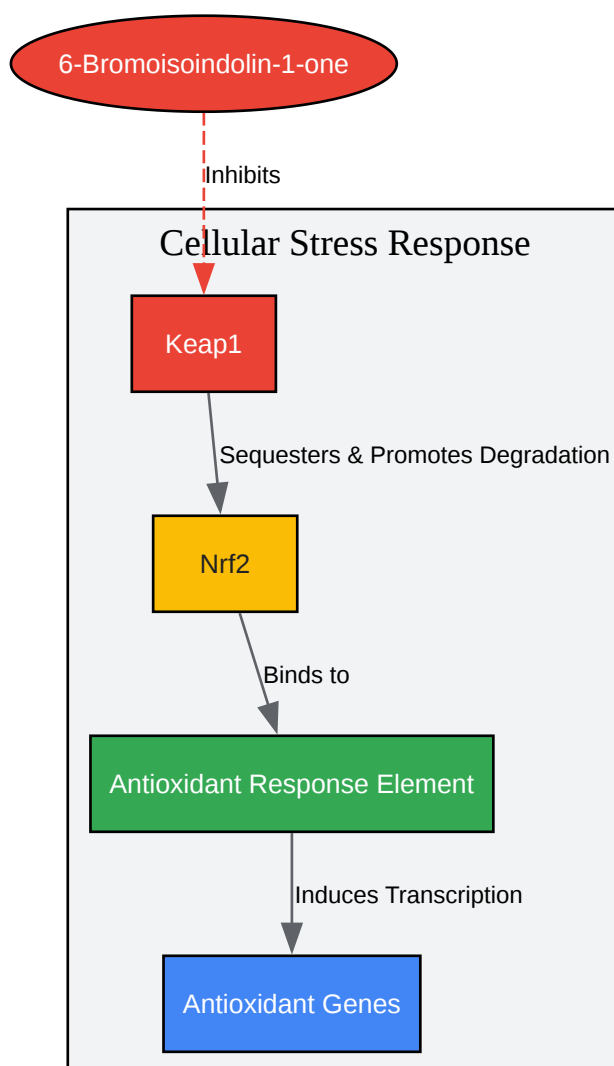 6-Bromoisoindolin-1-one
Inhibits
Cellular Stress Response
Keap1
Sequesters & Promotes Degradation
Nrf2
Binds to
Antioxidant Response Element
Induces Transcription
Antioxidant Genes